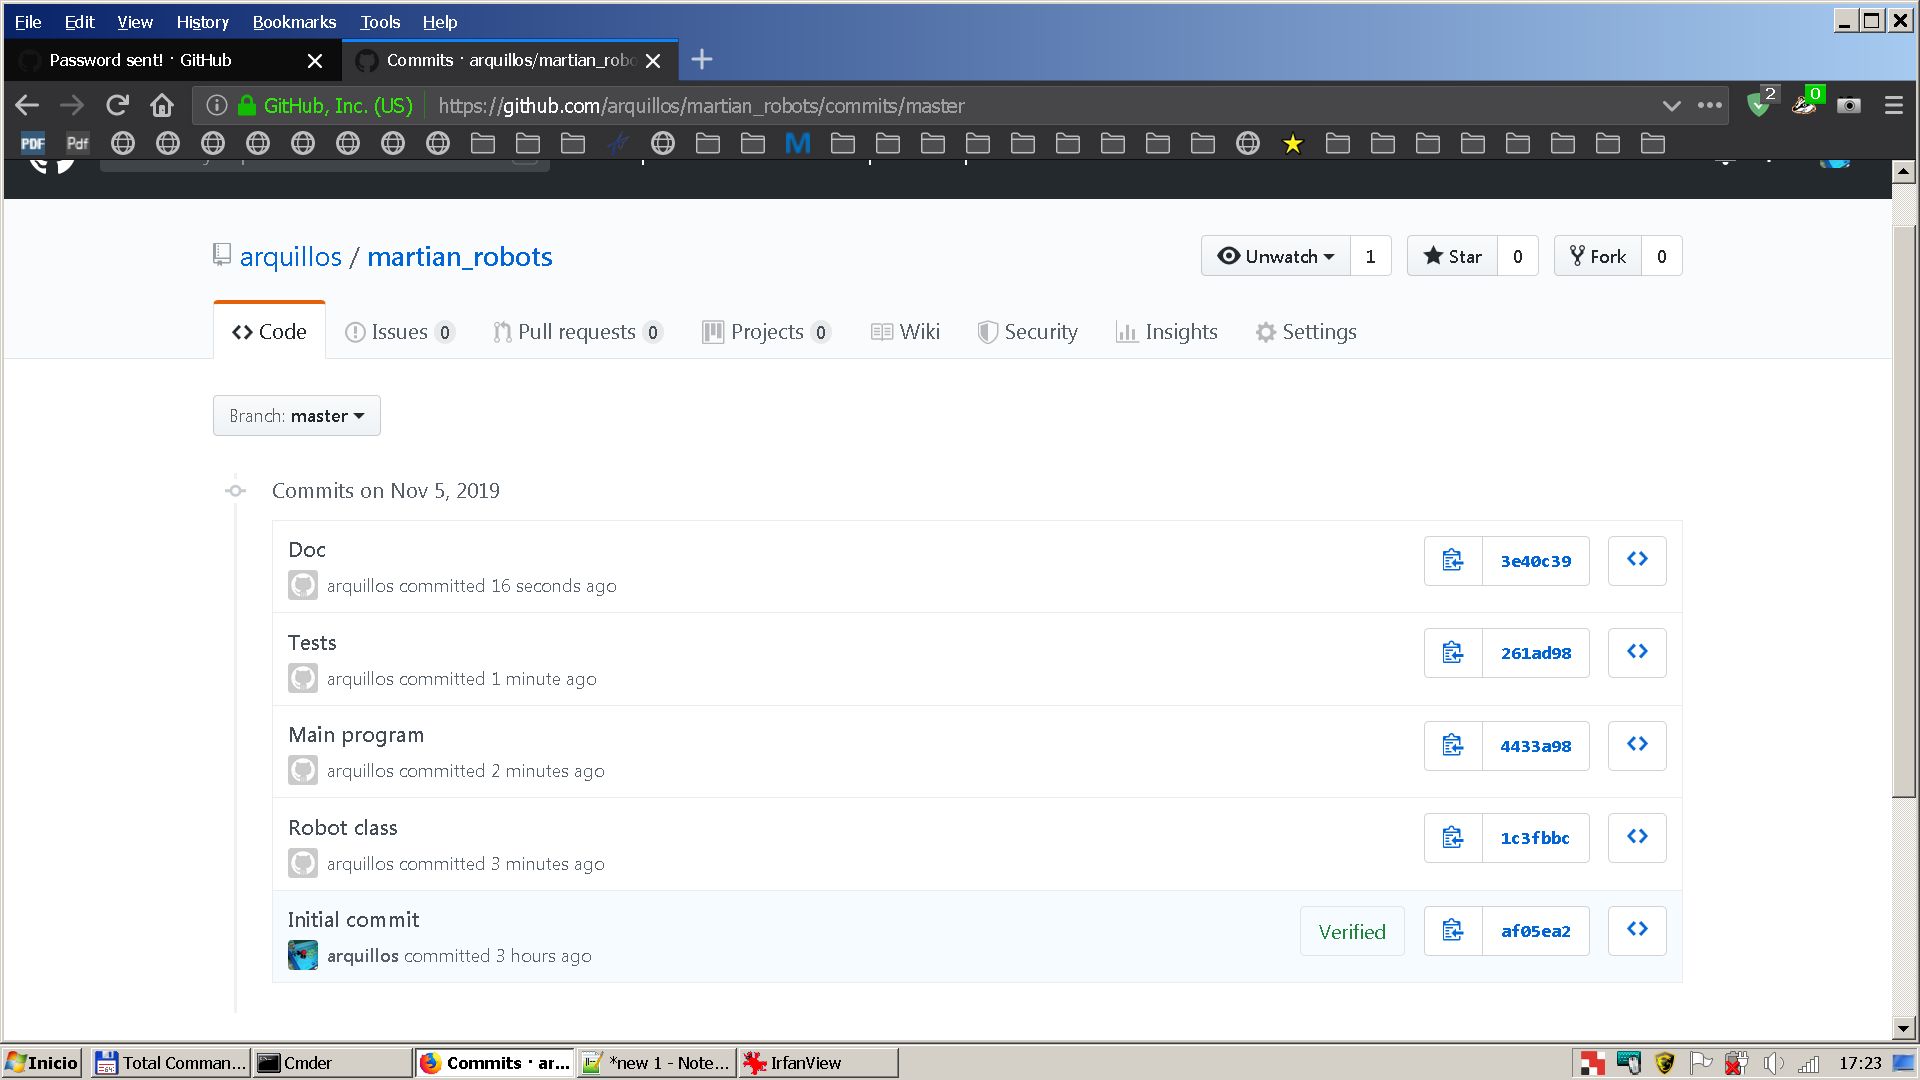 File Edit View History Bookmarks Tools Help
Password sent! · GitHub
Commits · arquillos/martian_robo
GitHub, Inc. (US) https://github.com/arquillos/martian_robots/commits/master 2 0
PDF Pdf M
arquillos / martian_robots Unwatch 1 Star 0 Fork 0
Code Issues 0 Pull requests 0 Projects 0 Wiki Security Insights Settings
Branch: master
Commits on Nov 5, 2019
Doc
arquillos committed 16 seconds ago 3e40c39
Tests
arquillos committed 1 minute ago 261ad98
Main program
arquillos committed 2 minutes ago 4433a98
Robot class
arquillos committed 3 minutes ago 1c3fbbc
Initial commit
arquillos committed 3 hours ago Verified af05ea2
Inicio Total Comman... Cmder Commits · ar... *new 1 - Note... IrfanView 17:23